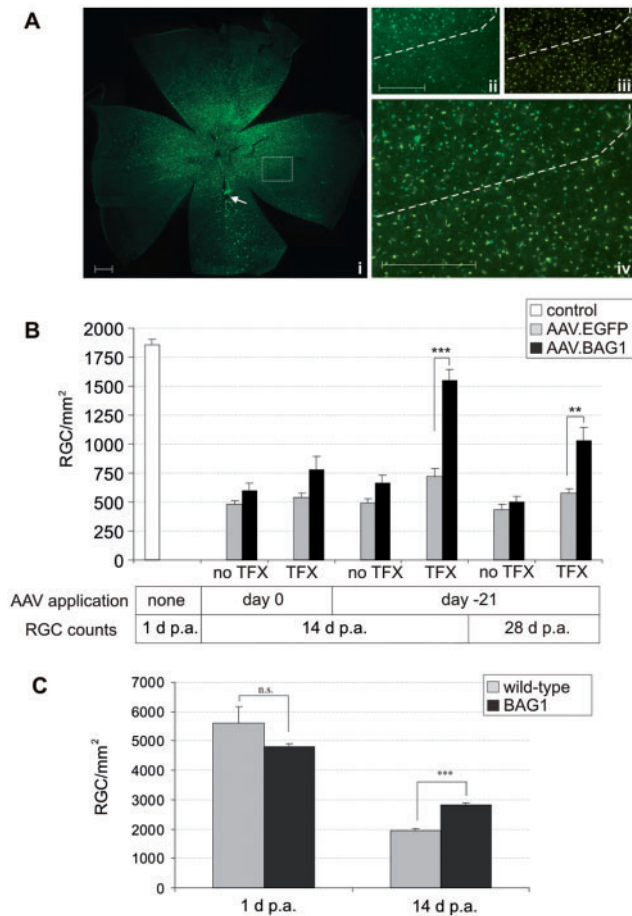 A
i
ii
iii
iv
B
control
AAV.EGFP
AAV.BAG1
2000
1750
1500
1250
1000
750
500
250
0
RGC/mm²
***
**
no TFX TFX no TFX TFX no TFX TFX
AAV application none day 0 day -21
RGC counts 1 d p.a. 14 d p.a. 28 d p.a.
C
wild-type
BAG1
7000
6000
5000
4000
3000
2000
1000
0
RGC/mm²
n.s.
***
1 d p.a. 14 d p.a.